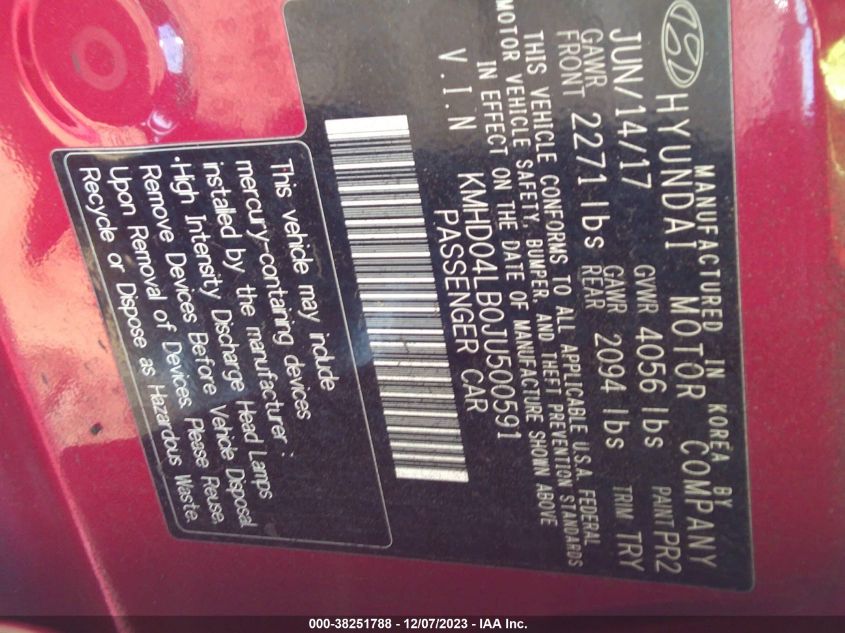 MANUFACTURED IN KOREA BY
HYUNDAI MOTOR COMPANY
JUN/14/17 GVWR 4056 lbs PAINT PR2
GAWR FRONT 2271 lbs GAWR REAR 2094 lbs TRIM TRY
THIS VEHICLE CONFORMS TO ALL APPLICABLE U.S.A. FEDERAL
MOTOR VEHICLE SAFETY, BUMPER, AND THEFT PREVENTION STANDARDS
IN EFFECT ON THE DATE OF MANUFACTURE SHOWN ABOVE
V.I.N KMHD04LB0JU500591
PASSENGER CAR
This vehicle may include
mercury-containing devices
installed by the manufacturer :
·High Intensity Discharge Head Lamps
Remove Devices Before Vehicle Disposal
Upon Removal of Devices Please Reuse,
Recycle or Dispose as Hazardous Waste.
000-38251788 - 12/07/2023 - IAA Inc.